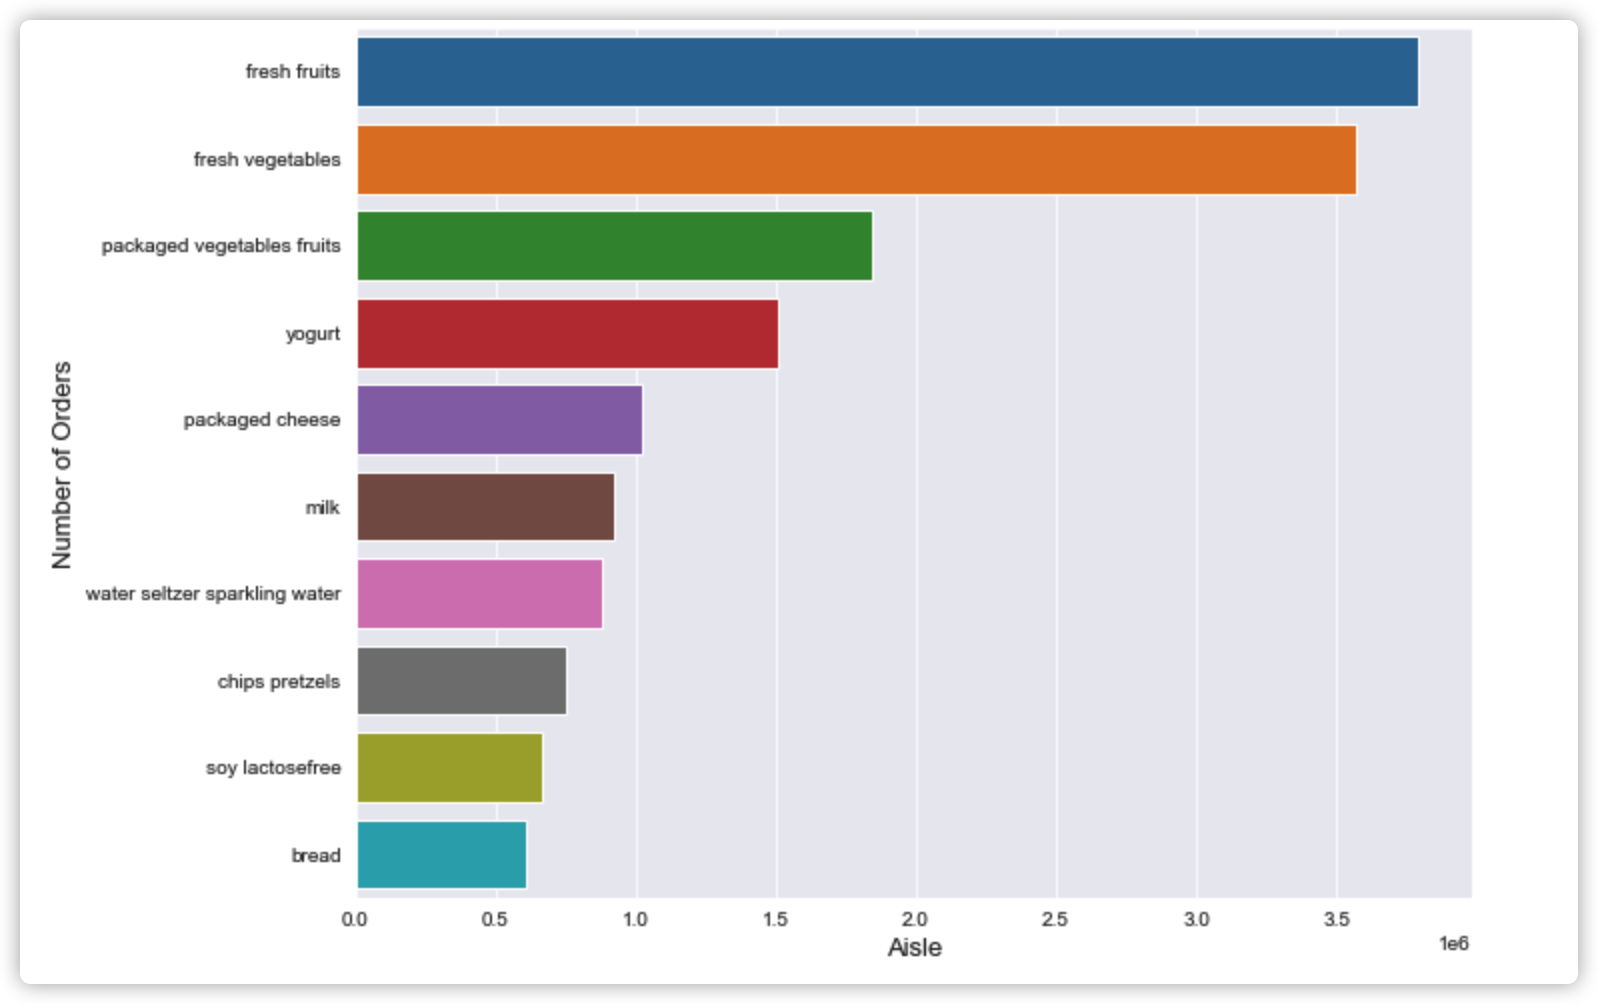 fresh fruits
fresh vegetables
packaged vegetables fruits
yogurt
packaged cheese
milk
water seltzer sparkling water
chips pretzels
soy lactosefree
bread
Number of Orders
0.0 0.5 1.0 1.5 2.0 2.5 3.0 3.5
1e6
Aisle